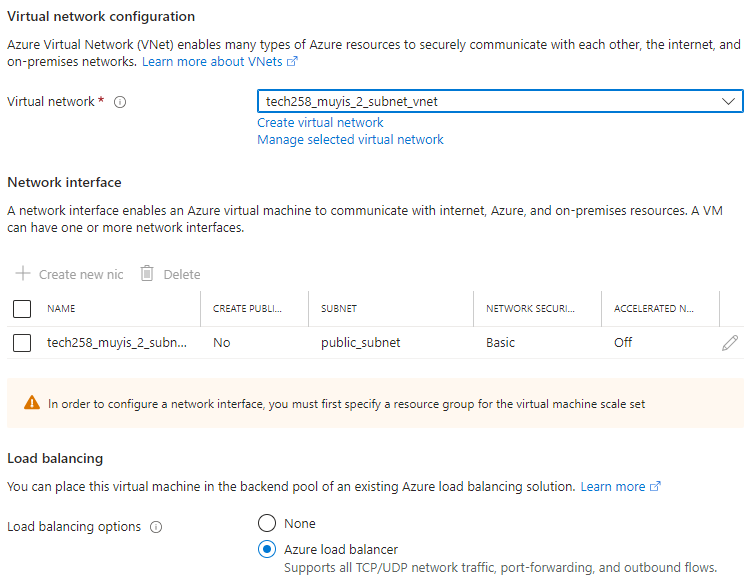 Virtual network configuration
Azure Virtual Network (VNet) enables many types of Azure resources to securely communicate with each other, the internet, and
on-premises networks. Learn more about VNets
Virtual network *
tech258_muyis_2_subnet_vnet
Create virtual network
Manage selected virtual network
Network interface
A network interface enables an Azure virtual machine to communicate with internet, Azure, and on-premises resources. A VM
can have one or more network interfaces.
Create new nic Delete
NAME CREATE PUBLI... SUBNET NETWORK SECURI... ACCELERATED N...
tech258_muyis_2_subn... No public_subnet Basic Off
In order to configure a network interface, you must first specify a resource group for the virtual machine scale set
Load balancing
You can place this virtual machine in the backend pool of an existing Azure load balancing solution. Learn more
Load balancing options
None
Azure load balancer
Supports all TCP/UDP network traffic, port-forwarding, and outbound flows.